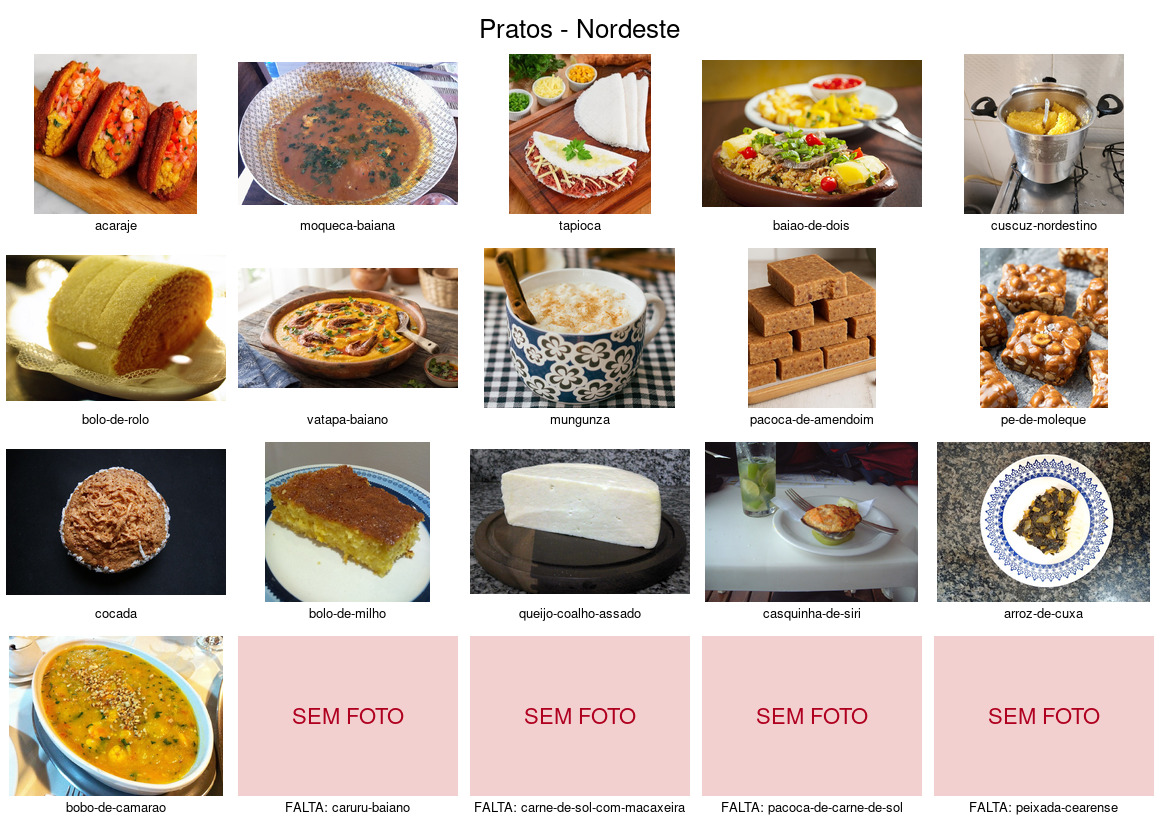 Pratos - Nordeste
acaraje
moqueca-baiana
tapioca
baiao-de-dois
cuscuz-nordestino
bolo-de-rolo
vatapa-baiano
mungunza
pacoca-de-amendoim
pe-de-moleque
cocada
bolo-de-milho
queijo-coalho-assado
casquinha-de-siri
arroz-de-cuxa
SEM FOTO
SEM FOTO
SEM FOTO
SEM FOTO
bobo-de-camarao
FALTA: caruru-baiano
FALTA: carne-de-sol-com-macaxeira
FALTA: pacoca-de-carne-de-sol
FALTA: peixada-cearense